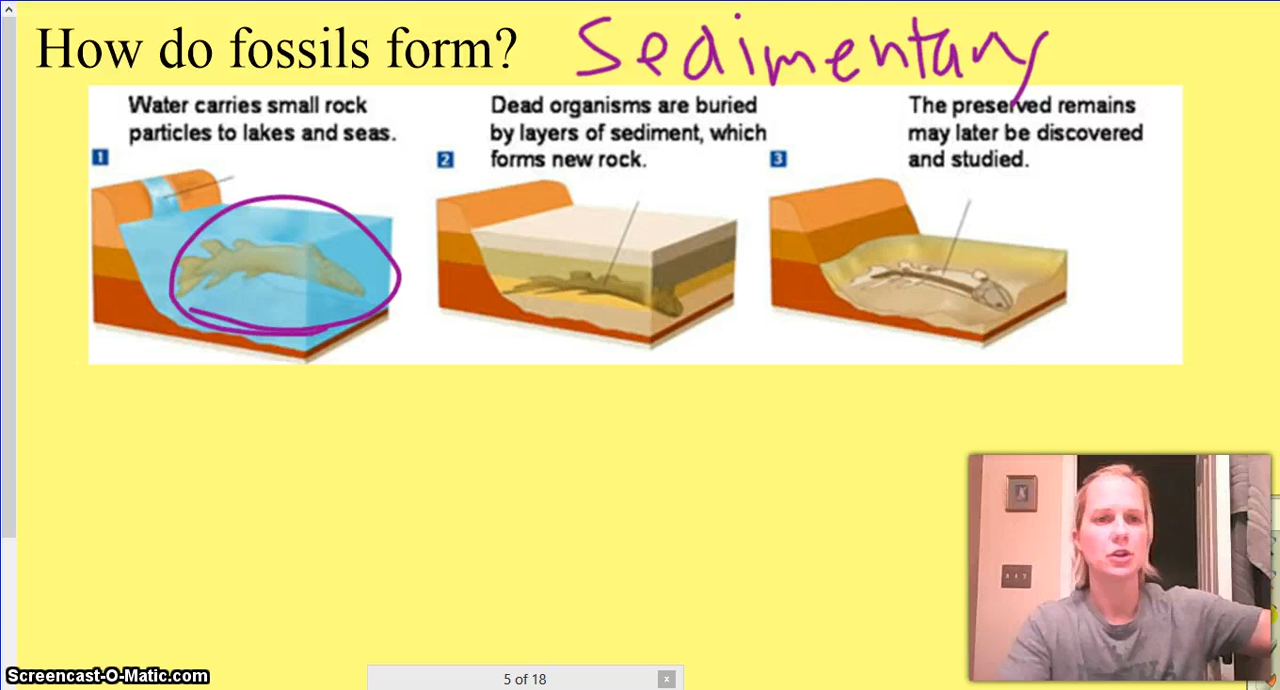 How do fossils form? Sedimentary
Water carries small rock
particles to lakes and seas.
1
Dead organisms are buried
by layers of sediment, which
forms new rock.
2
The preserved remains
may later be discovered
and studied.
3
Screencast-O-Matic.com
5 of 18
x